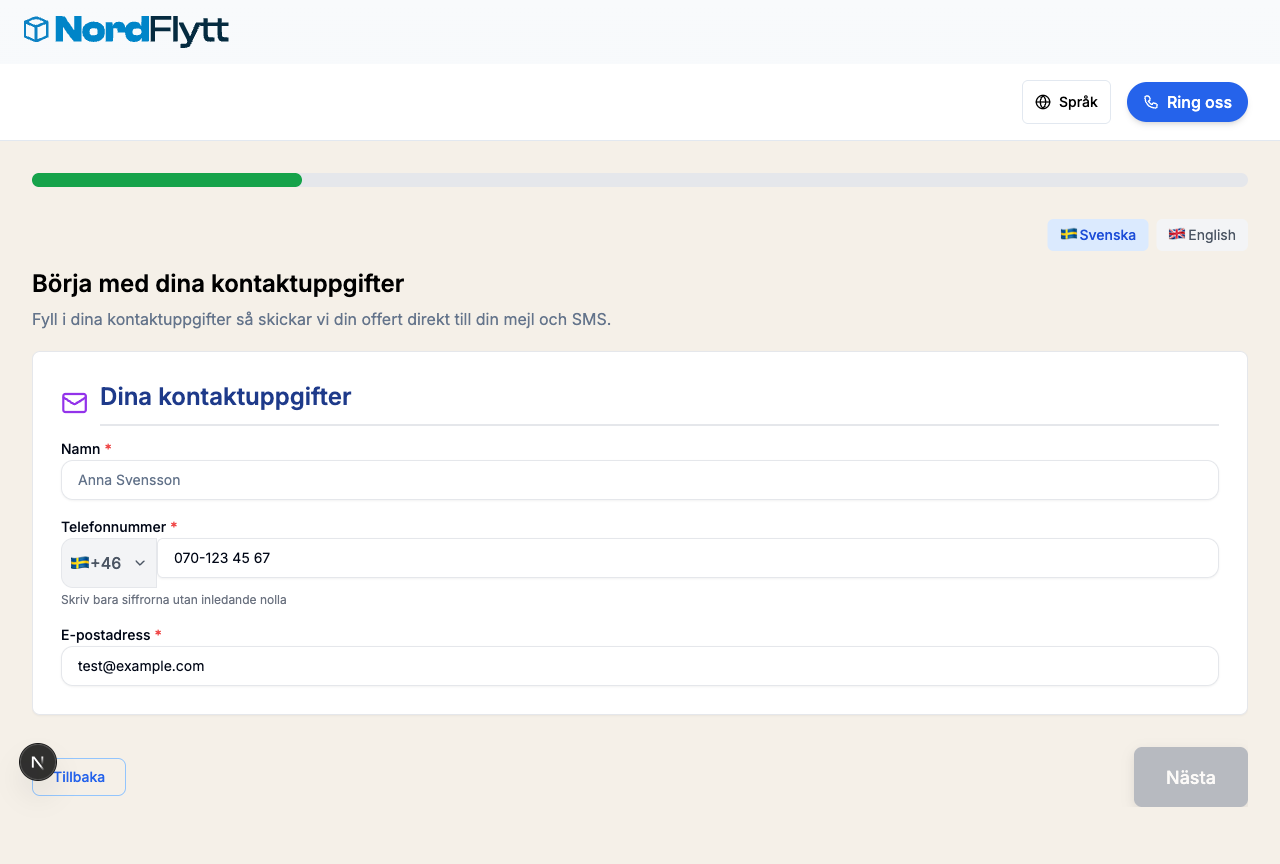 NordFlytt
Språk
Ring oss
Svenska
English
Börja med dina kontaktuppgifter
Fyll i dina kontaktuppgifter så skickar vi din offert direkt till din mejl och SMS.
Dina kontaktuppgifter
Namn *
Anna Svensson
Telefonnummer *
+46
070-123 45 67
Skriv bara siffrorna utan inledande nolla
E-postadress *
test@example.com
N
Tillbaka
Nästa